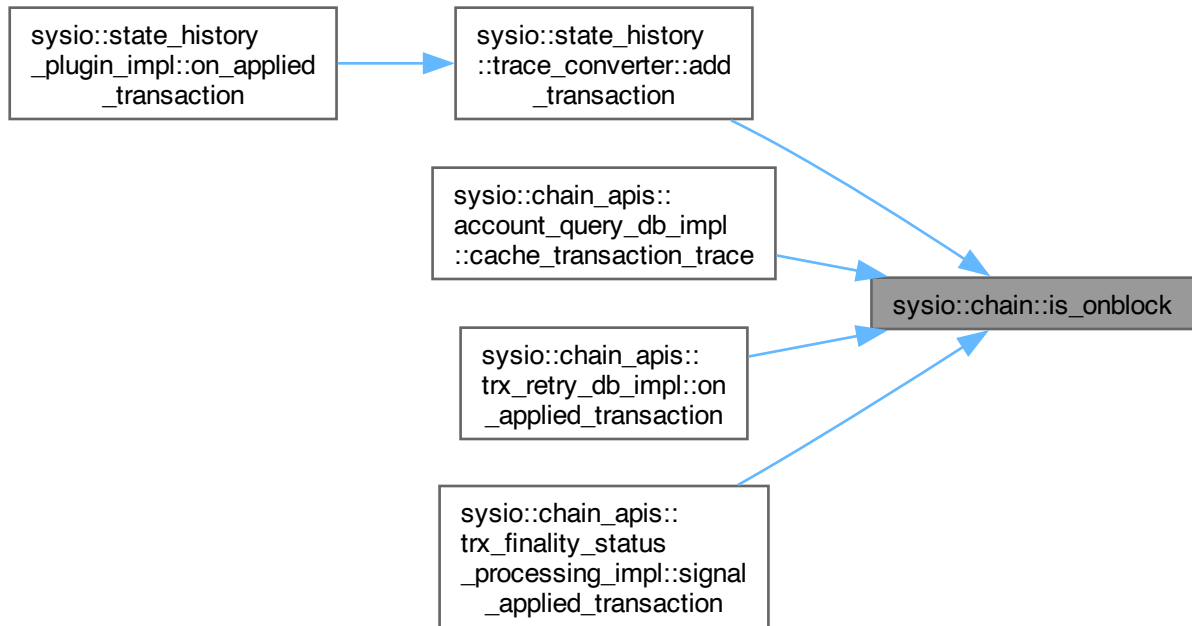 sysio::state_history
_plugin_impl::on_applied
_transaction
sysio::state_history
::trace_converter::add
_transaction
sysio::chain_apis::
account_query_db_impl
::cache_transaction_trace
sysio::chain::is_onblock
sysio::chain_apis::
trx_retry_db_impl::on
_applied_transaction
sysio::chain_apis::
trx_finality_status
_processing_impl::signal
_applied_transaction